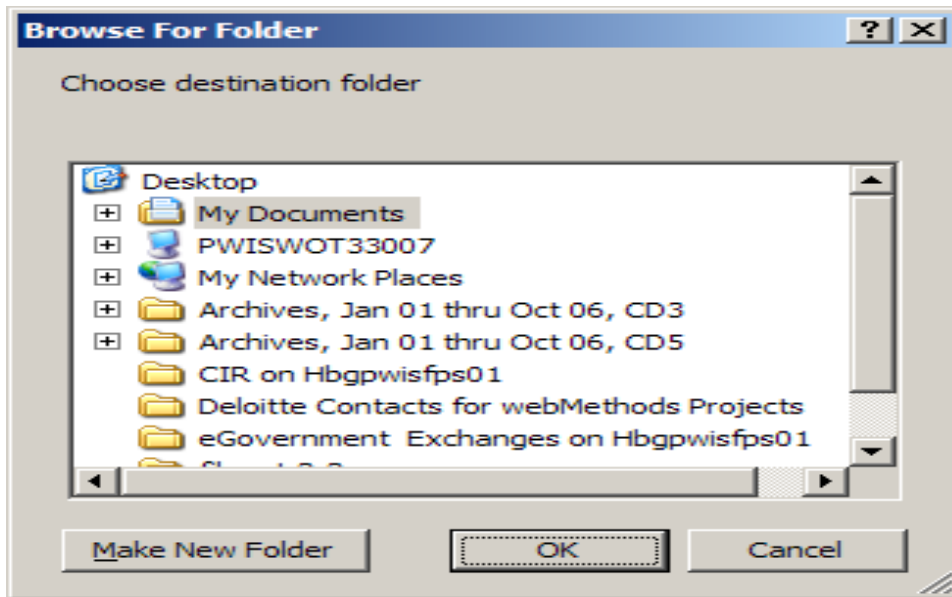 Browse For Folder
Choose destination folder
Desktop
My Documents
PWISWOT33007
My Network Places
Archives, Jan 01 thru Oct 06, CD3
Archives, Jan 01 thru Oct 06, CD5
CIR on Hbgpwisfps01
Deloitte Contacts for webMethods Projects
eGovernment  Exchanges on Hbgpwisfps01
Make New Folder
OK
Cancel